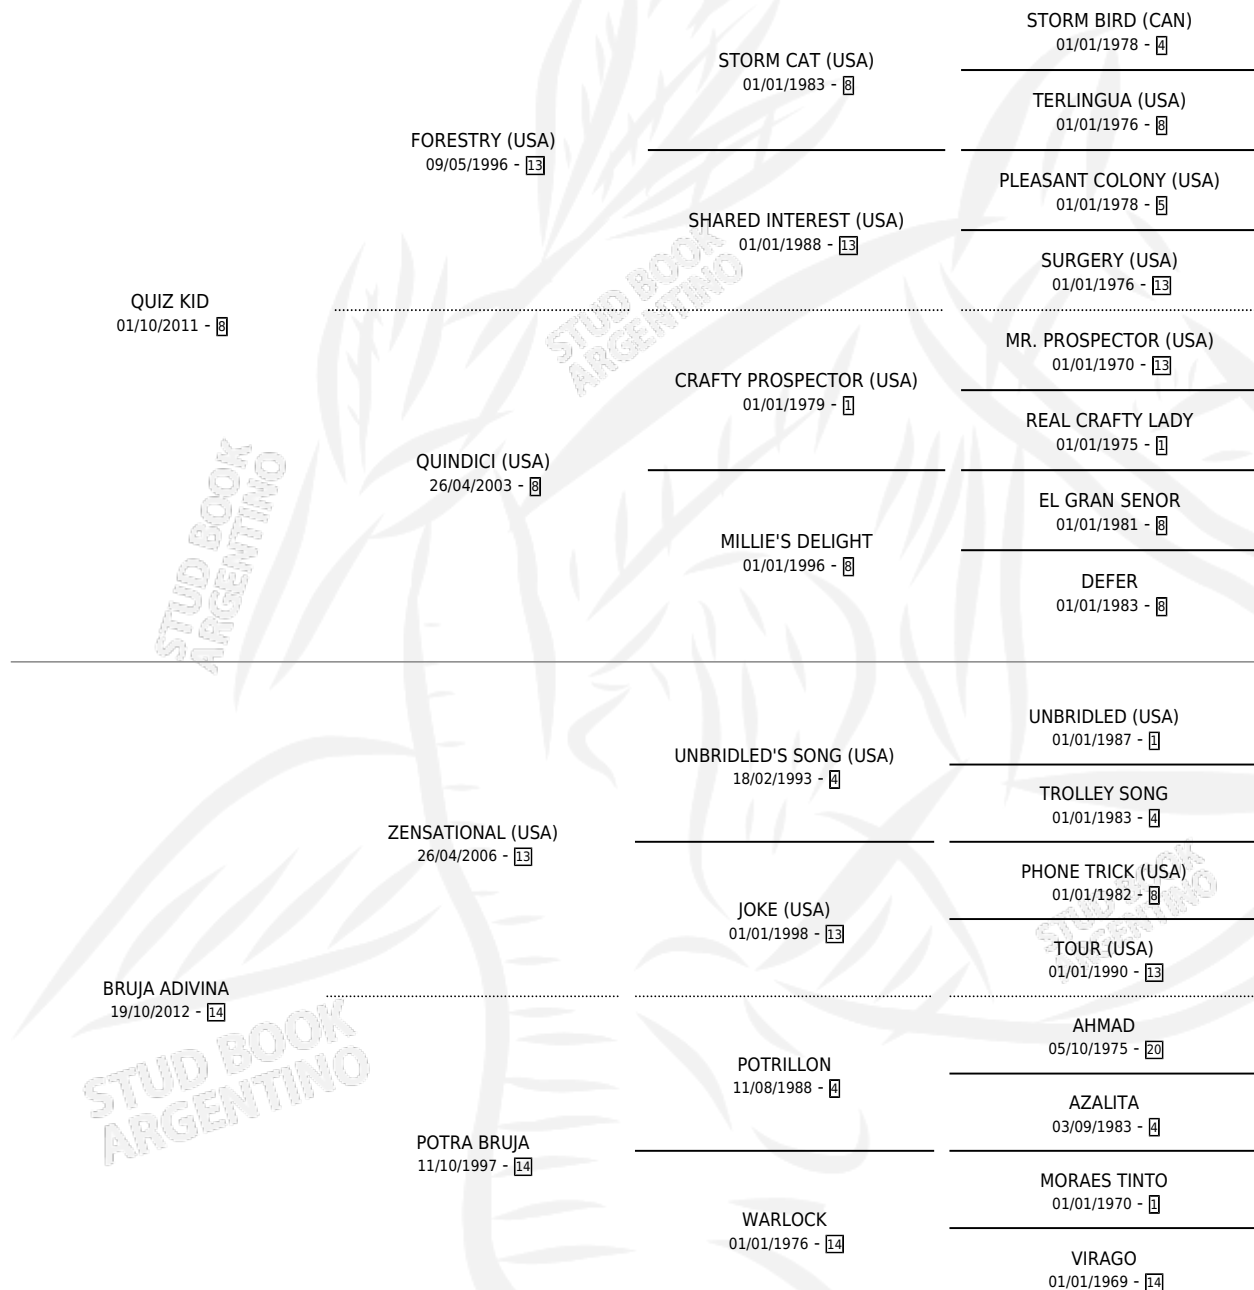 STORM BIRD (CAN)
01/01/1978 - 4
STORM CAT (USA)
01/01/1983 - 8
TERLINGUA (USA)
01/01/1976 - 8
FORESTRY (USA)
09/05/1996 - 13
PLEASANT COLONY (USA)
01/01/1978 - 5
SHARED INTEREST (USA)
01/01/1988 - 13
SURGERY (USA)
01/01/1976 - 13
QUIZ KID
01/10/2011 - 8
MR. PROSPECTOR (USA)
01/01/1970 - 13
CRAFTY PROSPECTOR (USA)
01/01/1979 - 1
REAL CRAFTY LADY
01/01/1975 - 1
QUINDICI (USA)
26/04/2003 - 8
EL GRAN SENOR
01/01/1981 - 8
MILLIE'S DELIGHT
01/01/1996 - 8
DEFER
01/01/1983 - 8
UNBRIDLED (USA)
01/01/1987 - 1
UNBRIDLED'S SONG (USA)
18/02/1993 - 4
TROLLEY SONG
01/01/1983 - 4
ZENSATIONAL (USA)
26/04/2006 - 13
PHONE TRICK (USA)
01/01/1982 - 8
JOKE (USA)
01/01/1998 - 13
TOUR (USA)
01/01/1990 - 13
BRUJA ADIVINA
19/10/2012 - 14
AHMAD
05/10/1975 - 20
POTRILLON
11/08/1988 - 4
AZALITA
03/09/1983 - 4
POTRA BRUJA
11/10/1997 - 14
MORAES TINTO
01/01/1970 - 1
WARLOCK
01/01/1976 - 14
VIRAGO
01/01/1969 - 14
STUD BOOK
ARGENTINO
STUD BOOK
ARGENTINO
STUD BOOK
ARGENTINO
STUD BOOK
ARGENTINO